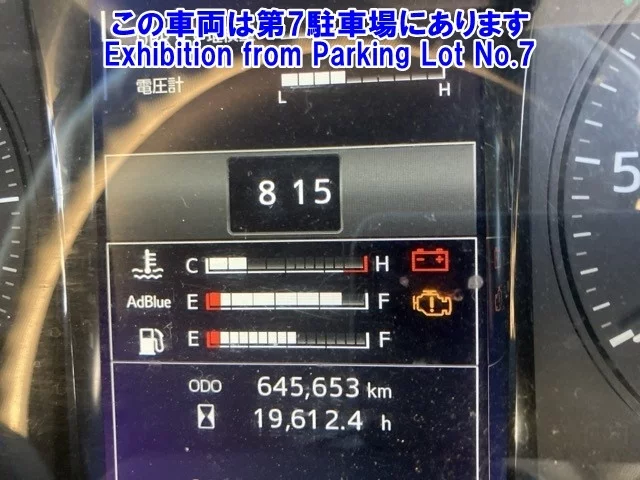 この車両は第7駐車場にあります
Exhibition from Parking Lot No.7
電圧計
L H
8 15
C H
AdBlue E F
E F
ODO 645,653 km
19,612.4 h
5